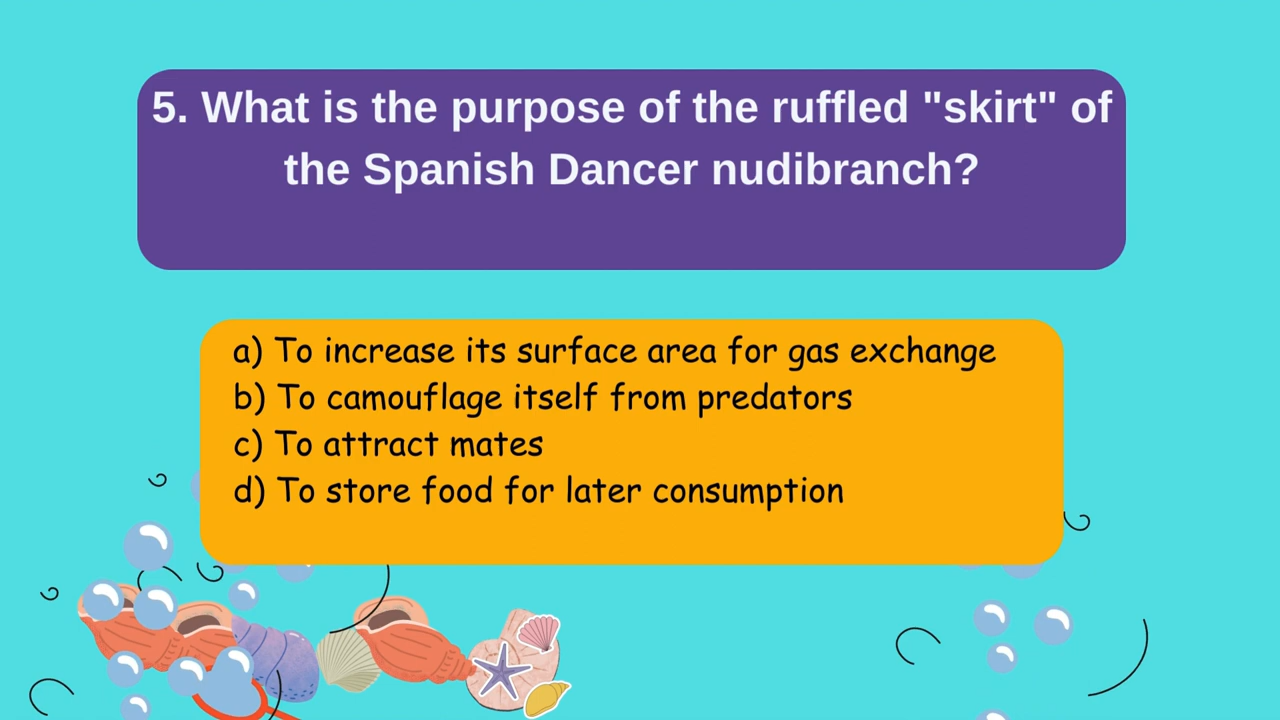 5. What is the purpose of the ruffled "skirt" of
the Spanish Dancer nudibranch?
a) To increase its surface area for gas exchange
b) To camouflage itself from predators
c) To attract mates
d) To store food for later consumption